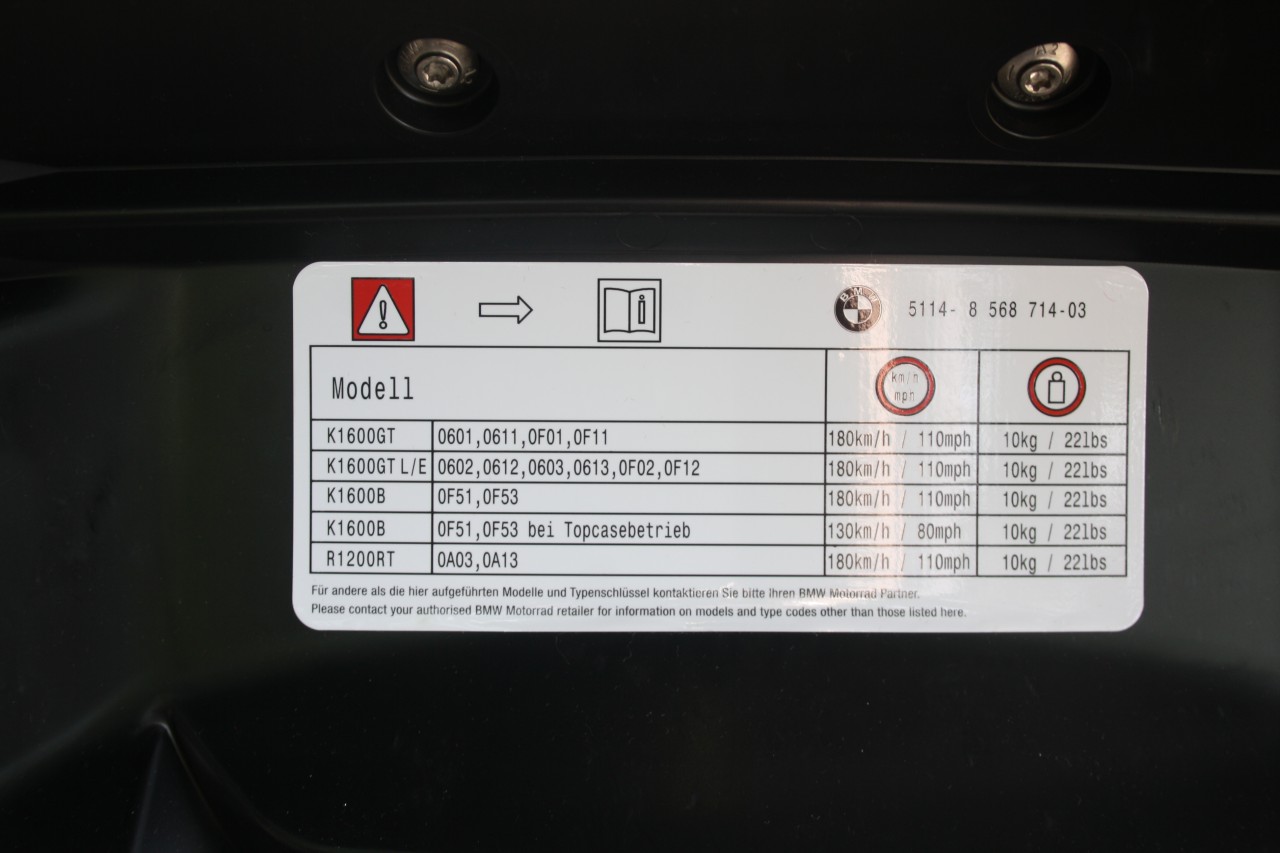 BMW 5114- 8 568 714-03
Modell km/h mph
K1600GT 0601,0611,0F01,0F11 180km/h / 110mph 10kg / 22lbs
K1600GT L/E 0602,0612,0603,0613,0F02,0F12 180km/h / 110mph 10kg / 22lbs
K1600B 0F51,0F53 180km/h / 110mph 10kg / 22lbs
K1600B 0F51,0F53 bei Topcasebetrieb 130km/h / 80mph 10kg / 22lbs
R1200RT 0A03,0A13 180km/h / 110mph 10kg / 22lbs
Für andere als die hier aufgeführten Modelle und Typenschlüssel kontaktieren Sie bitte Ihren BMW Motorrad Partner.
Please contact your authorised BMW Motorrad retailer for information on models and type codes other than those listed here.